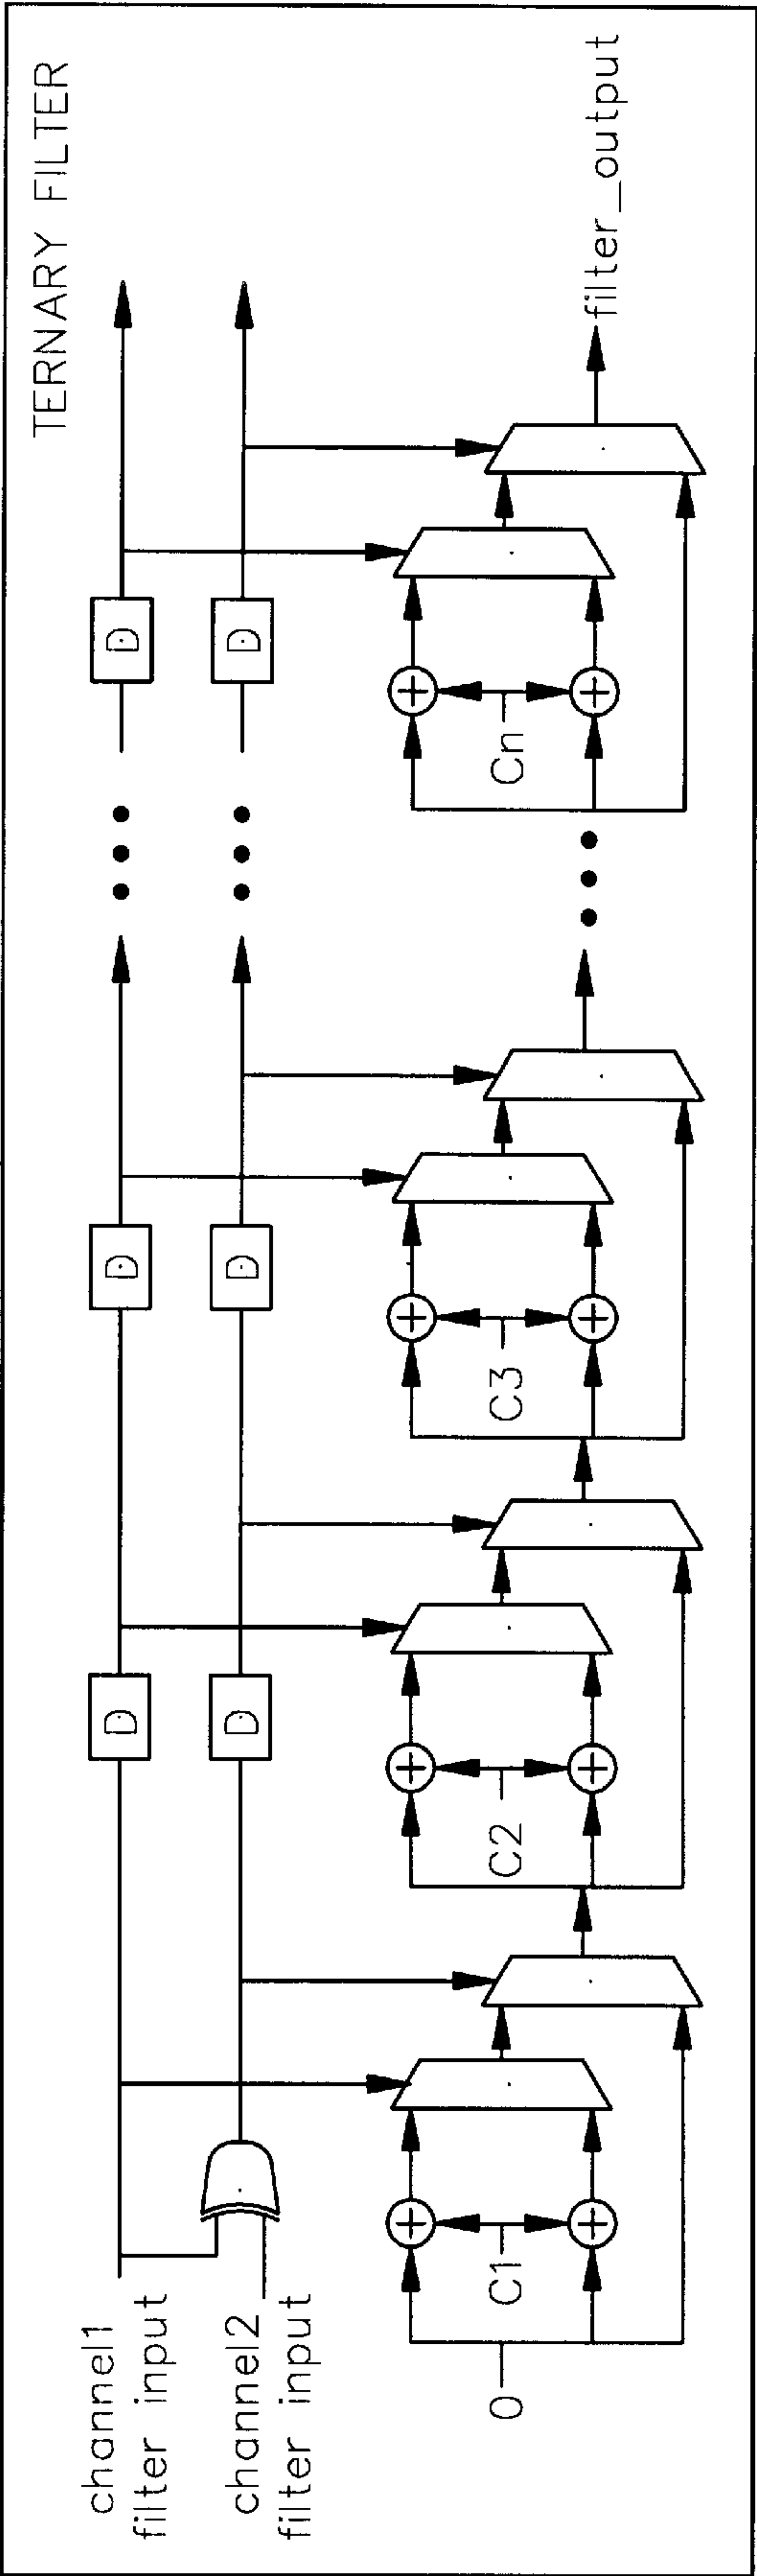 TERNARY FILTER
channel1
filter input
channel2
filter input
D
D
D
D
D
D
0
C1
C2
C3
Cn
filter_output